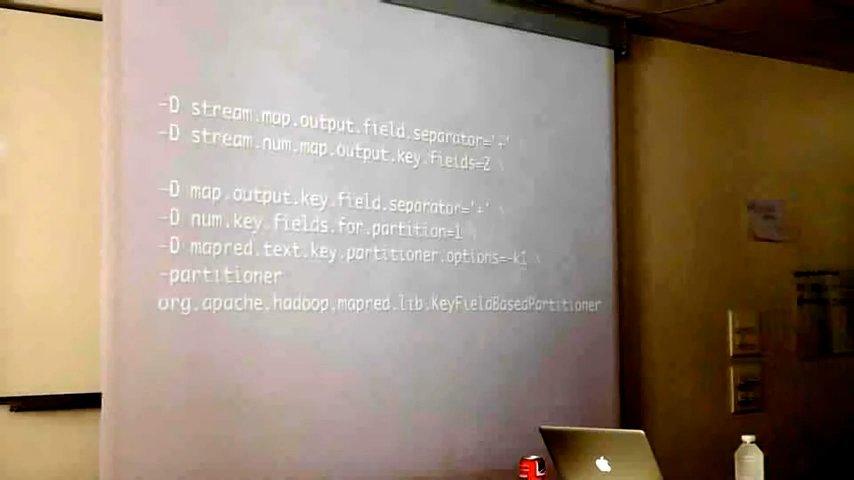 -D stream.map.output.field.separator='+' \
-D stream.num.map.output.key.fields=2 \
-D map.output.key.field.separator='+' \
-D num.key.fields.for.partition=1 \
-D mapred.text.key.partitioner.options=-k1 \
-partitioner
org.apache.hadoop.mapred.lib.KeyFieldBasedPartitioner